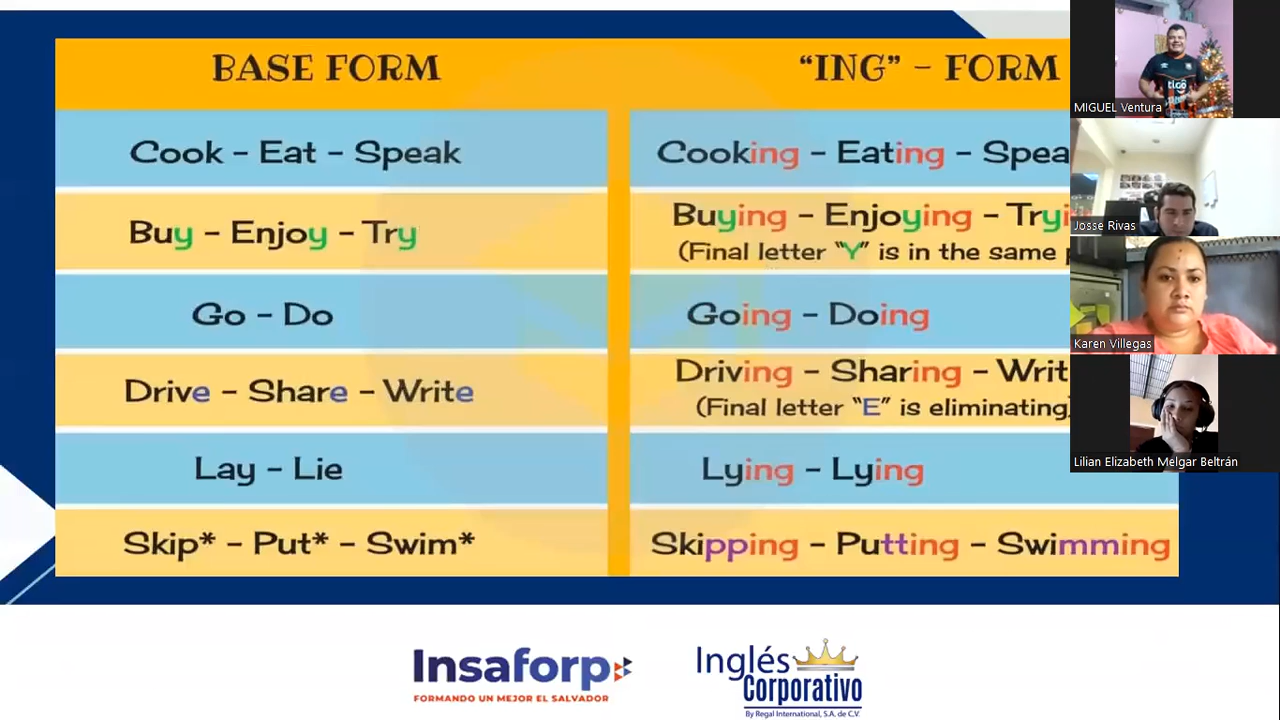 BASE FORM
"ING" - FORM
Cook - Eat - Speak
Cooking - Eating - Spea
Buy - Enjoy - Try
Buying - Enjoying - Tryi
(Final letter "Y" is in the same p
Go - Do
Going - Doing
Drive - Share - Write
Driving - Sharing - Writ
(Final letter "E" is eliminating)
Lay - Lie
Lying - Lying
Skip* - Put* - Swim*
Skipping - Putting - Swimming
MIGUEL Ventura
tigo
Josse Rivas
Karen Villegas
Lilian Elizabeth Melgar Beltrán
Insaforp
FORMANDO UN MEJOR EL SALVADOR
Inglés
Corporativo
By Regal International, S.A. de C.V.